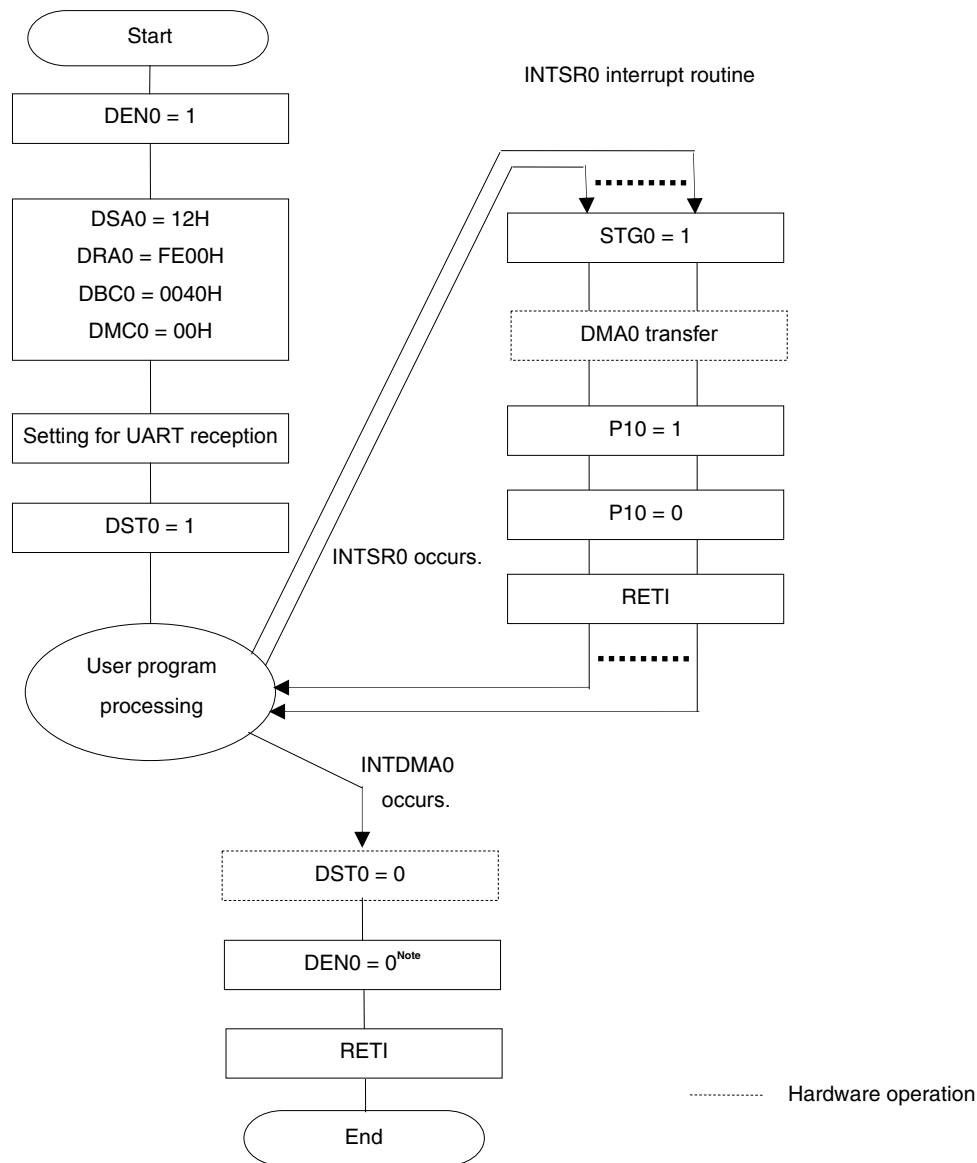 Start
DEN0 = 1
DSA0 = 12H
DRA0 = FE00H
DBC0 = 0040H
DMC0 = 00H
Setting for UART reception
DST0 = 1
User program
processing
INTSR0 interrupt routine
STG0 = 1
DMA0 transfer
P10 = 1
P10 = 0
RETI
INTSR0 occurs.
INTDMA0
occurs.
DST0 = 0
DEN0 = 0Note
RETI
End
Hardware operation